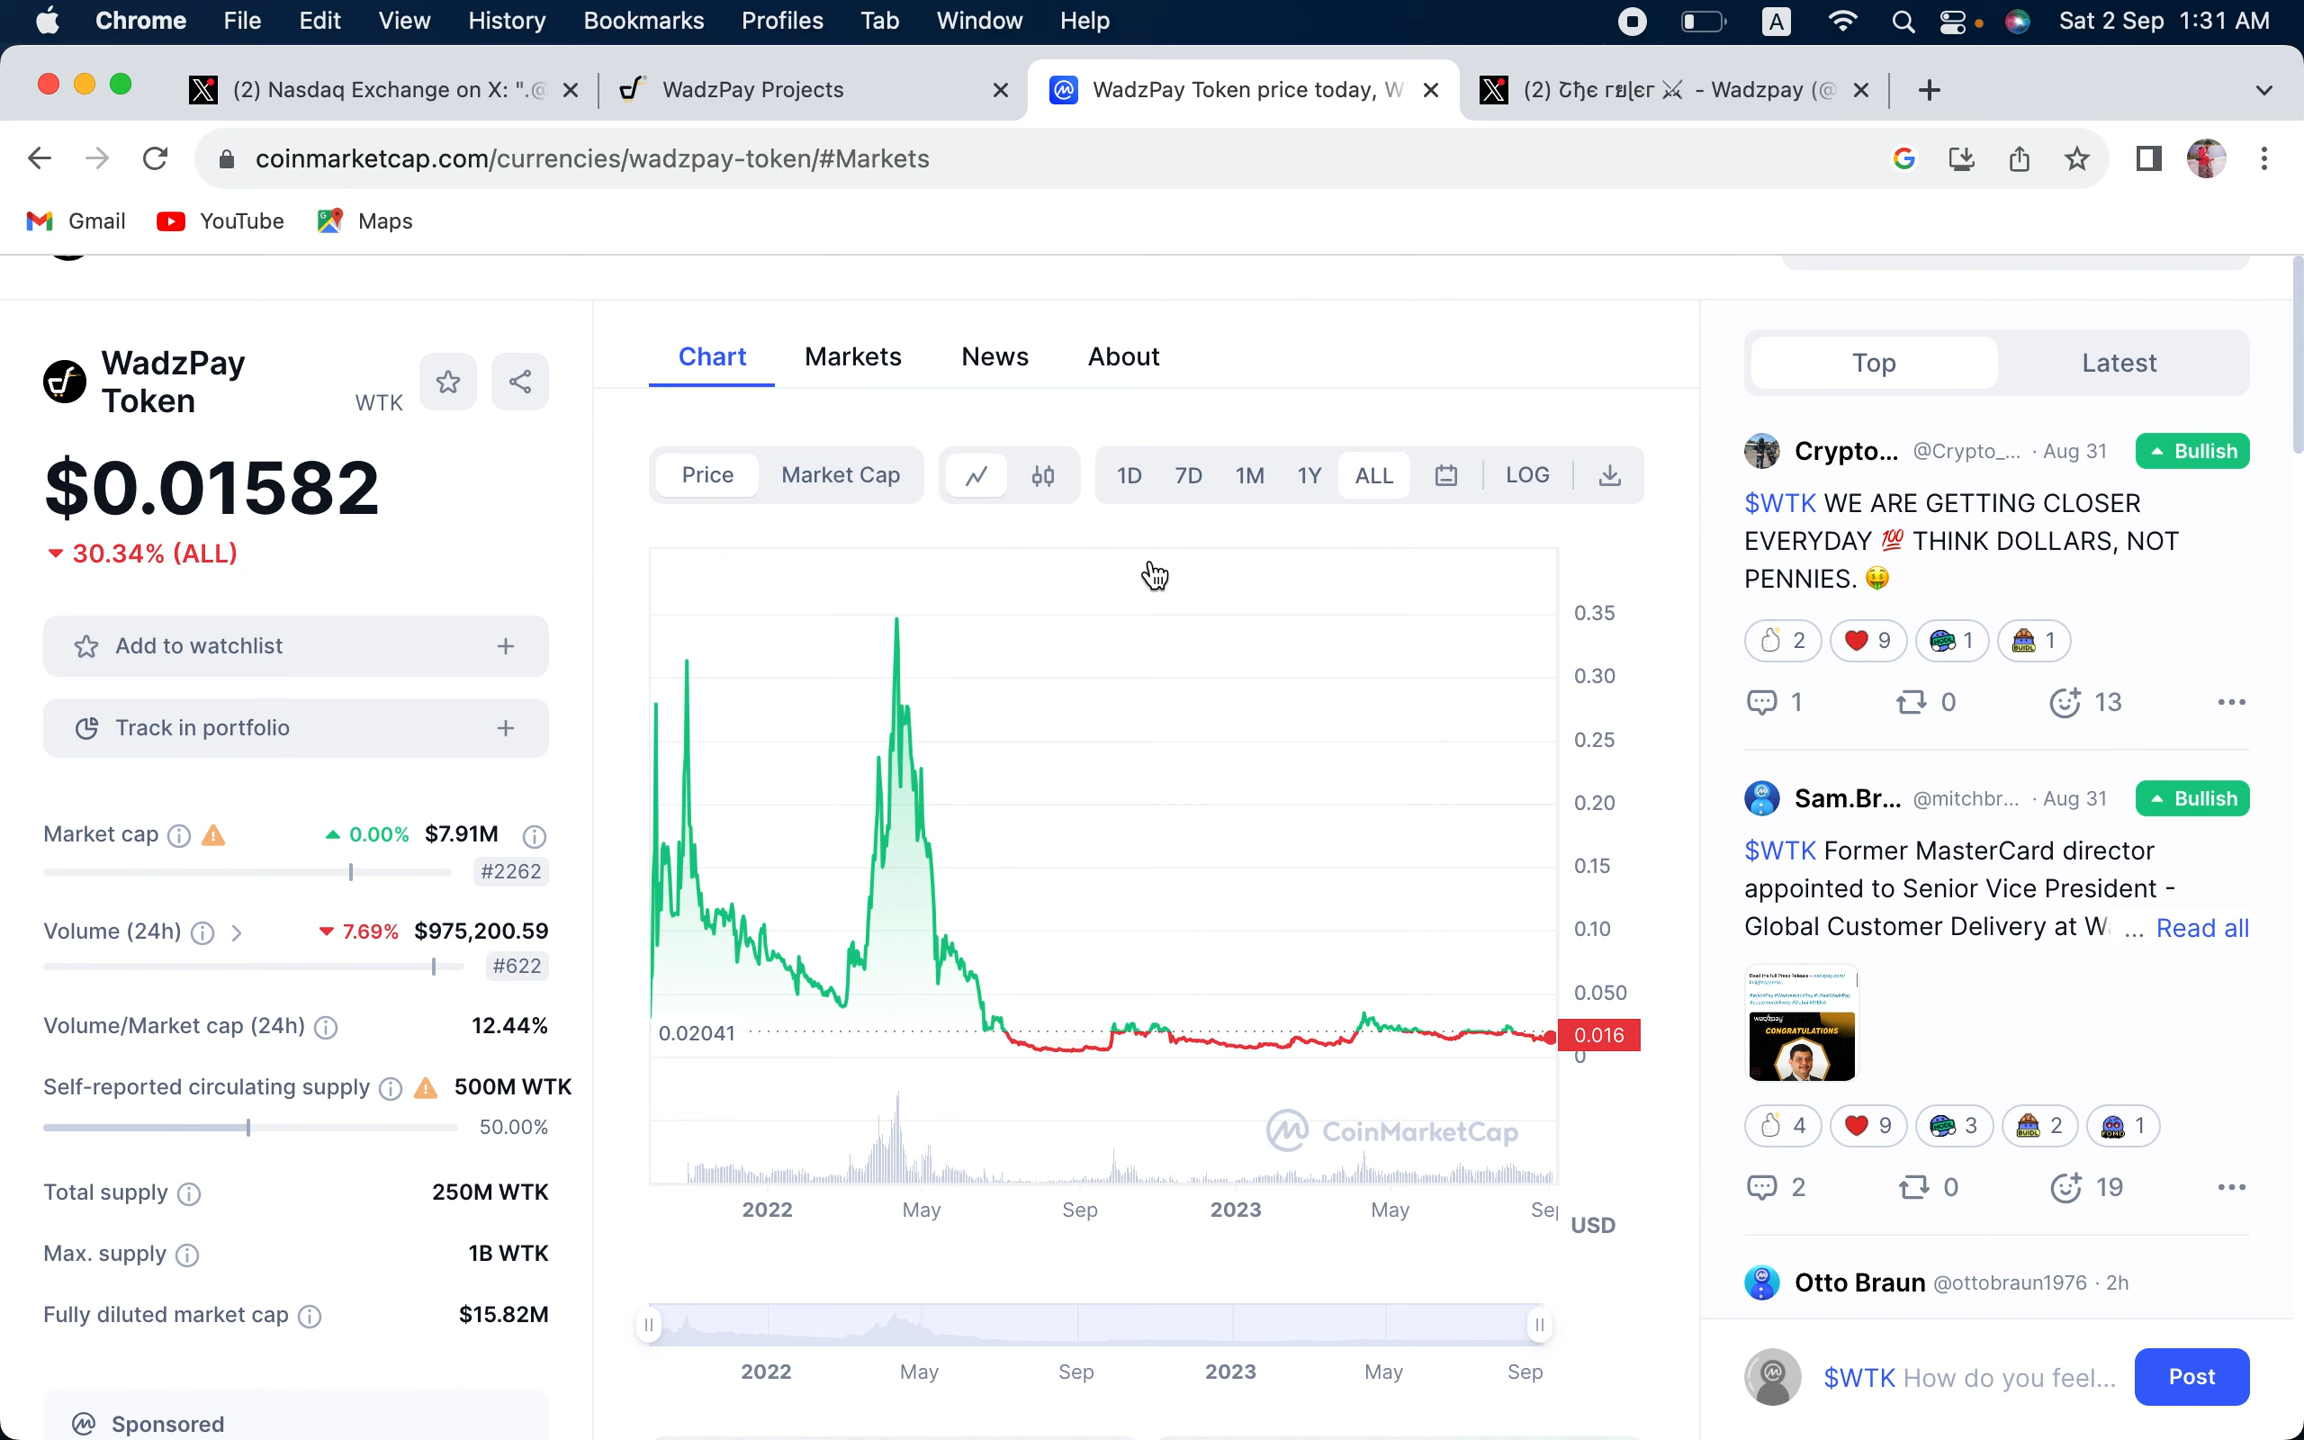 Chrome File Edit View History Bookmarks Profiles Tab Window Help A Sat 2 Sep 1:31 AM
(2) Nasdaq Exchange on X: ".@ WadzPay Projects WadzPay Token price today, W (2) - Wadzpay (@
coinmarketcap.com/currencies/wadzpay-token/#Markets
Gmail YouTube Maps
WadzPay
Token WTK
$0.01582
30.34% (ALL)
Add to watchlist +
Track in portfolio +
Market cap 0.00% $7.91M
#2262
Volume (24h) 7.69% $975,200.59
#622
Volume/Market cap (24h) 12.44%
Self-reported circulating supply 500M WTK
50.00%
Total supply 250M WTK
Max. supply 1B WTK
Fully diluted market cap $15.82M
Sponsored
Chart Markets News About
Price Market Cap 1D 7D 1M 1Y ALL LOG
0.35
0.30
0.25
0.20
0.15
0.10
0.050
0.02041
0.016
0
CoinMarketCap
2022 May Sep 2023 May Sep
USD
2022 May Sep 2023 May Sep
Top Latest
Crypto... @Crypto_... · Aug 31 Bullish
$WTK WE ARE GETTING CLOSER
EVERYDAY 💯 THINK DOLLARS, NOT
PENNIES. 🤑
2 9 1 1
1 0 13
Sam.Br... @mitchbr... · Aug 31 Bullish
$WTK Former MasterCard director
appointed to Senior Vice President -
Global Customer Delivery at W ... Read all
wadzpay
CONGRATULATIONS
4 9 3 2 1
2 0 19
Otto Braun @ottobraun1976 · 2h
$WTK How do you feel... Post